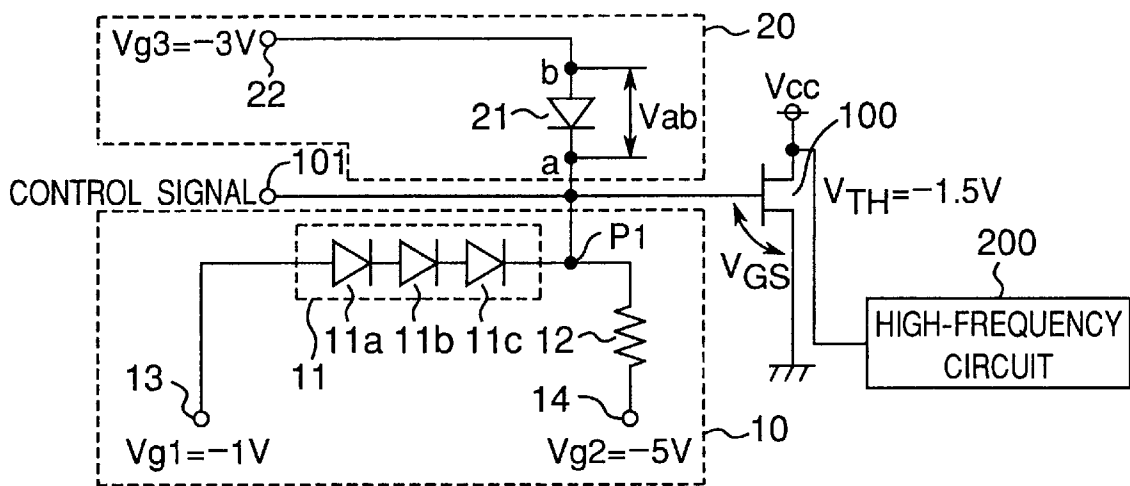 Vg3=−3V
22
20
b
21
Vab
a
Vcc
100
101
CONTROL SIGNAL
VTH=−1.5V
VGS
P1
200
HIGH-FREQUENCY
CIRCUIT
11a 11b 11c 12
11
13
14
10
Vg1=−1V
Vg2=−5V